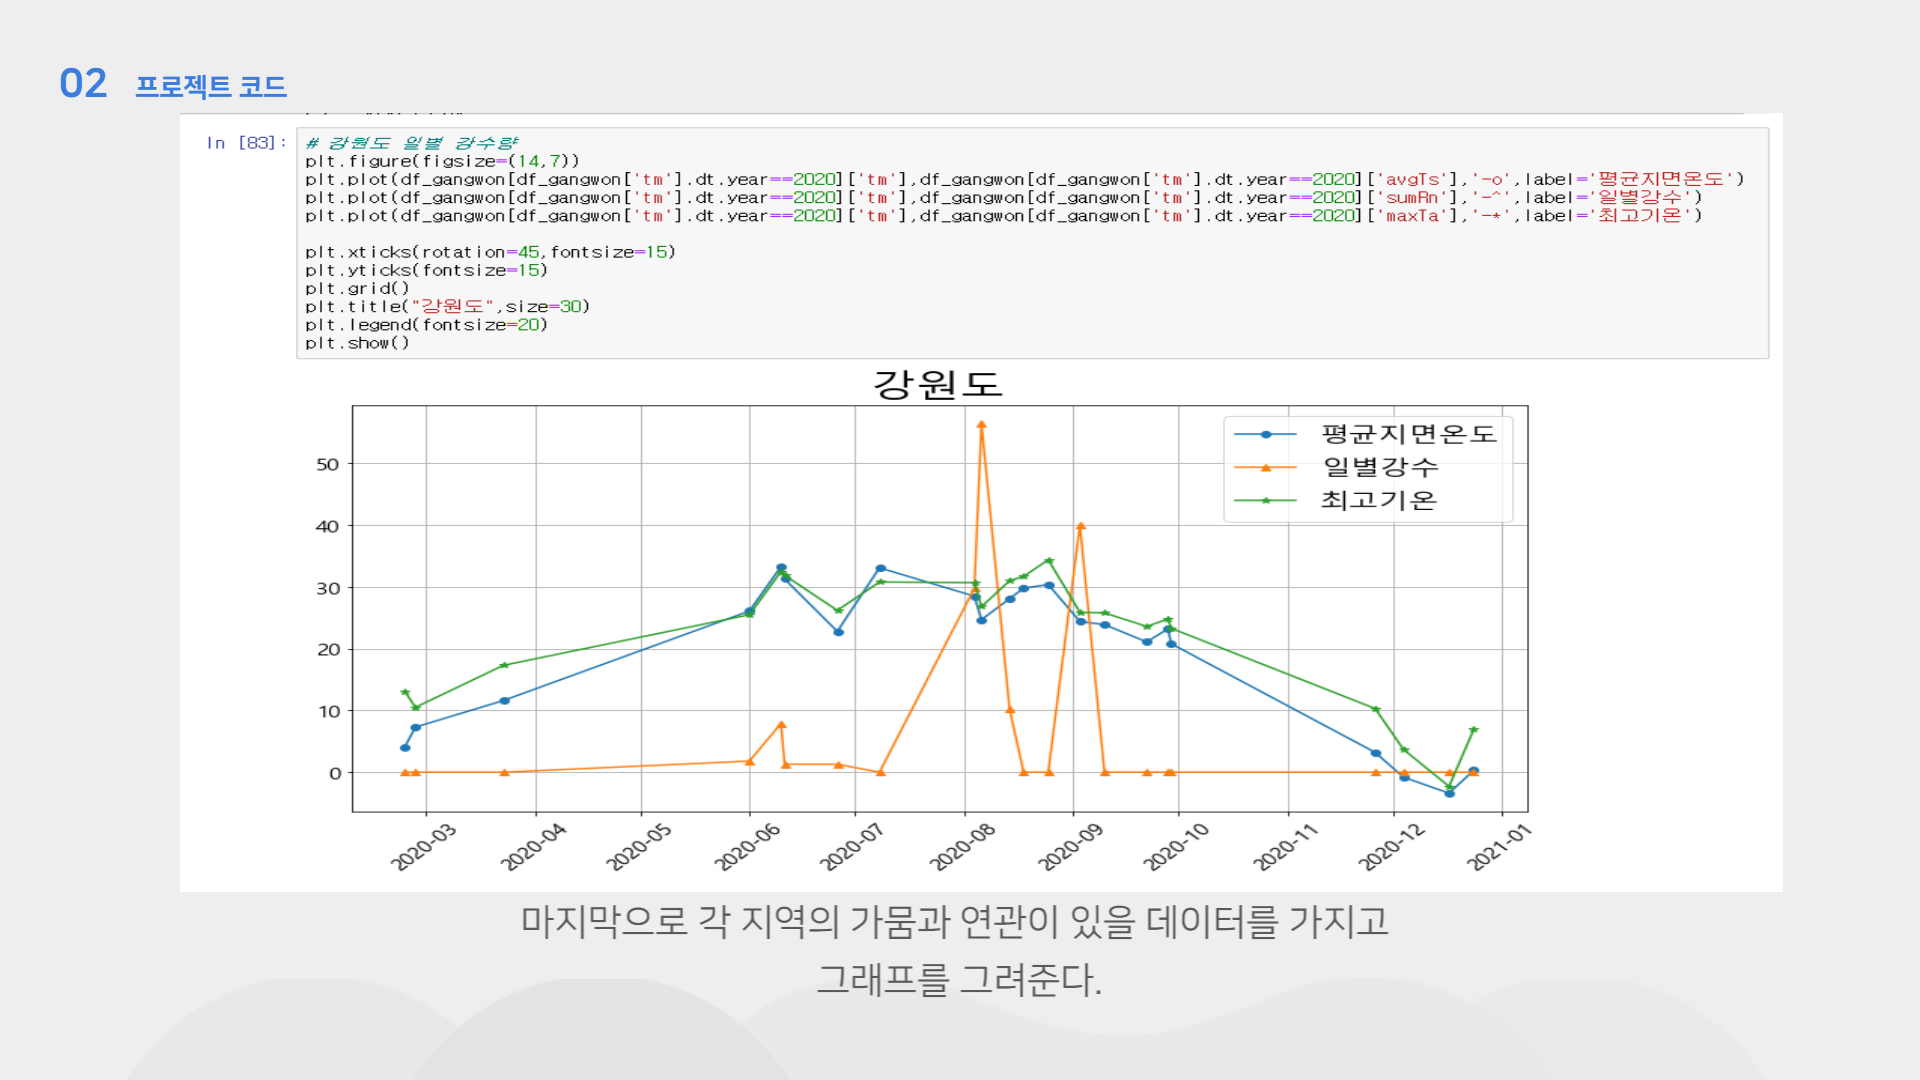 02 프로젝트 코드
In [83]:
# 강원도 일별 강수량
plt.figure(figsize=(14,7))
plt.plot(df_gangwon[df_gangwon['tm'].dt.year==2020]['tm'],df_gangwon[df_gangwon['tm'].dt.year==2020]['avgTs'],'-o',label='평균지면온도')
plt.plot(df_gangwon[df_gangwon['tm'].dt.year==2020]['tm'],df_gangwon[df_gangwon['tm'].dt.year==2020]['sumRn'],'-^',label='일별강수')
plt.plot(df_gangwon[df_gangwon['tm'].dt.year==2020]['tm'],df_gangwon[df_gangwon['tm'].dt.year==2020]['maxTa'],'-*',label='최고기온')
plt.xticks(rotation=45,fontsize=15)
plt.yticks(fontsize=15)
plt.grid()
plt.title("강원도",size=30)
plt.legend(fontsize=20)
plt.show()
강원도
평균지면온도
일별강수
최고기온
50
40
30
20
10
0
2020-03 2020-04 2020-05 2020-06 2020-07 2020-08 2020-09 2020-10 2020-11 2020-12 2021-01
마지막으로 각 지역의 가뭄과 연관이 있을 데이터를 가지고
그래프를 그려준다.